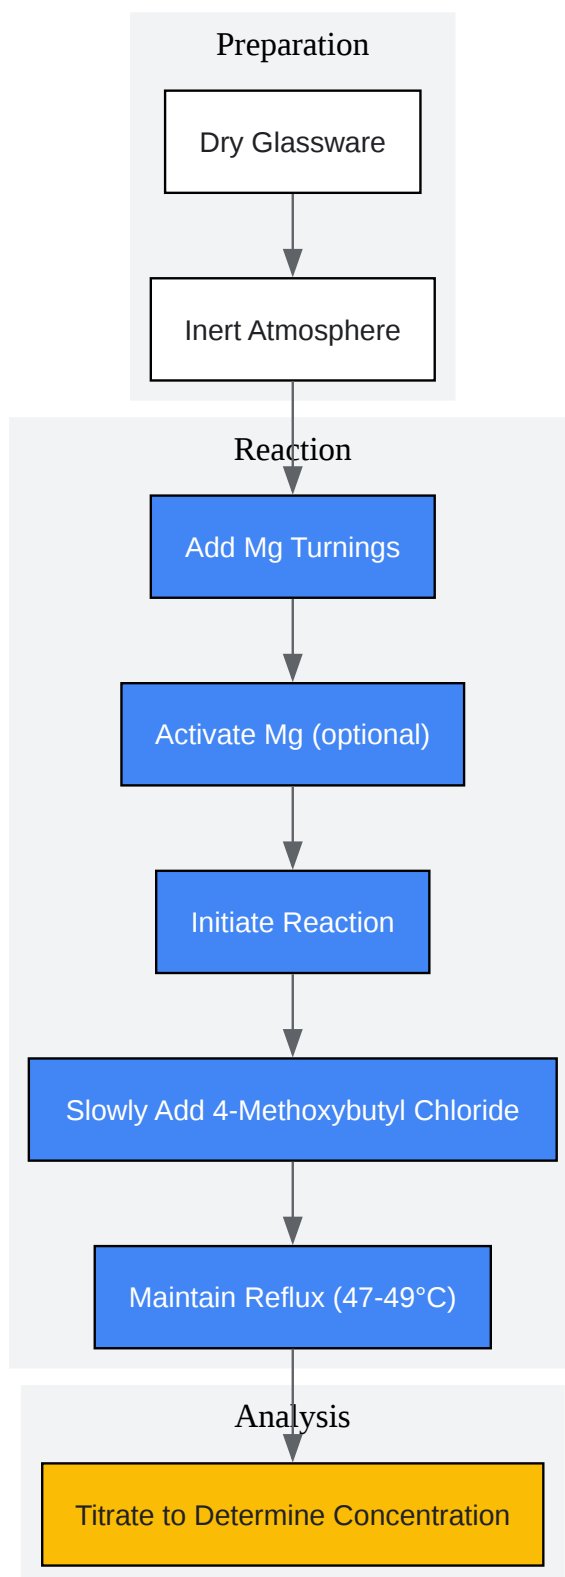 Preparation
Dry Glassware
Inert Atmosphere
Reaction
Add Mg Turnings
Activate Mg (optional)
Initiate Reaction
Slowly Add 4-Methoxybutyl Chloride
Maintain Reflux (47-49°C)
Analysis
Titrate to Determine Concentration